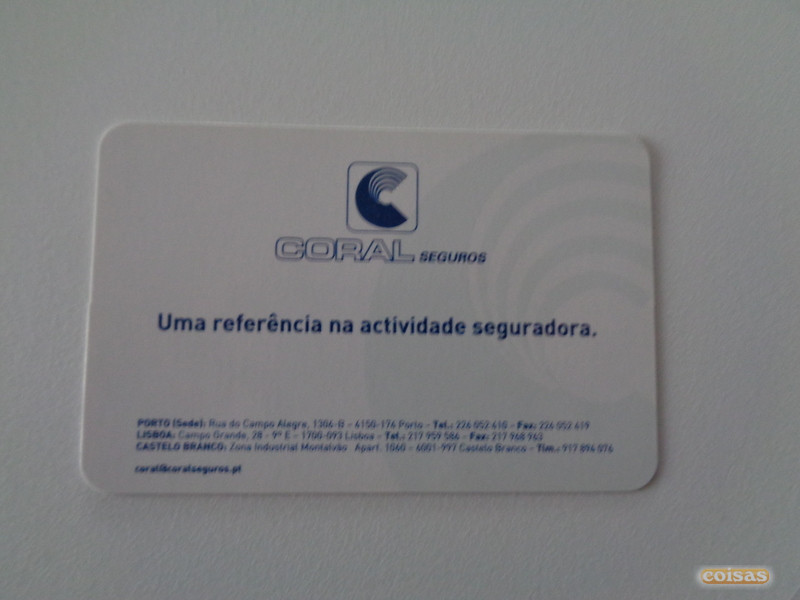 CORAL SEGUROS
Uma referência na actividade seguradora.
PORTO (Sede): Rua do Campo Alegre, 1306-B - 4150-174 Porto - Tel.: 226 052 610 - Fax: 226 052 619
LISBOA: Campo Grande, 28 - 9º E - 1700-093 Lisboa - Tel.: 217 959 086 - Fax: 217 968 963
CASTELO BRANCO: Zona Industrial Montalvão Apart. 1060 - 6001-997 Castelo Branco - Tlm.: 917 894 076
coral@coralseguros.pt
coisas